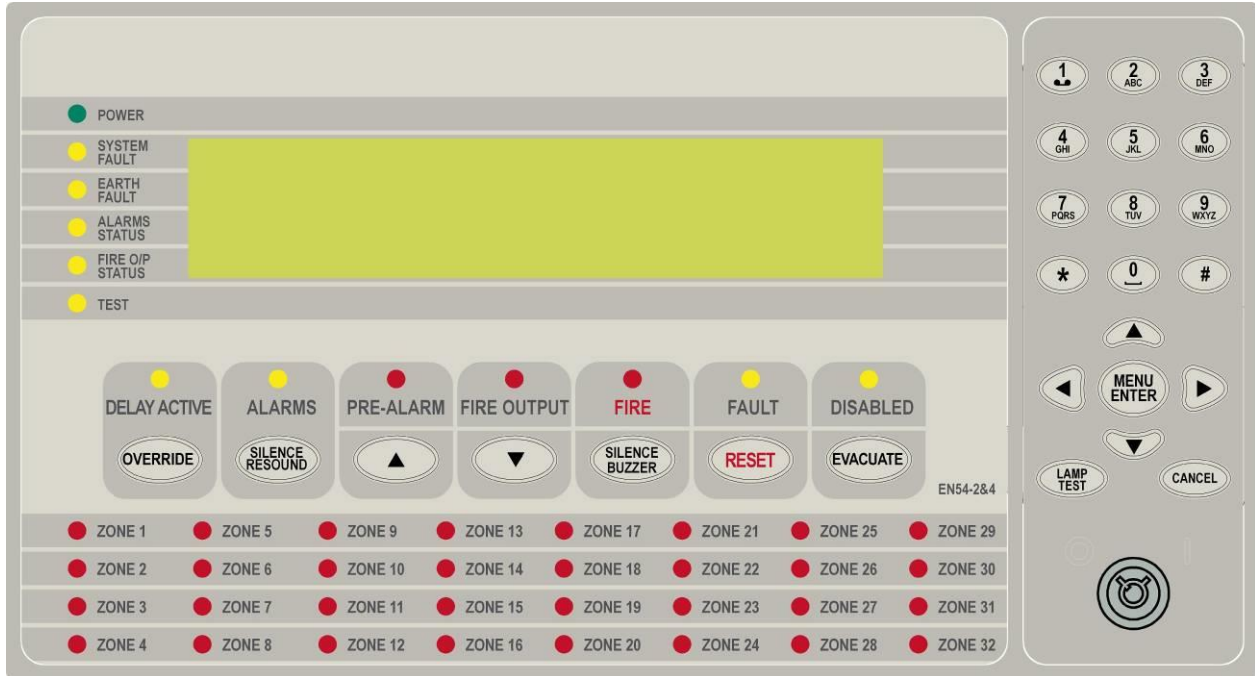 POWER
SYSTEM
FAULT
EARTH
FAULT
ALARMS
STATUS
FIRE O/P
STATUS
TEST
DELAY ACTIVE ALARMS PRE-ALARM FIRE OUTPUT FIRE FAULT DISABLED
OVERRIDE
SILENCE
RESOUND
SILENCE
BUZZER
RESET
EVACUATE
EN54-2&4
ZONE 1 ZONE 5 ZONE 9 ZONE 13 ZONE 17 ZONE 21 ZONE 25 ZONE 29
ZONE 2 ZONE 6 ZONE 10 ZONE 14 ZONE 18 ZONE 22 ZONE 26 ZONE 30
ZONE 3 ZONE 7 ZONE 11 ZONE 15 ZONE 19 ZONE 23 ZONE 27 ZONE 31
ZONE 4 ZONE 8 ZONE 12 ZONE 16 ZONE 20 ZONE 24 ZONE 28 ZONE 32
1 2 3
ABC DEF
4 5 6
GHI JKL MNO
7 8 9
PQRS TUV WXYZ
* 0 #
MENU
ENTER
LAMP
TEST
CANCEL